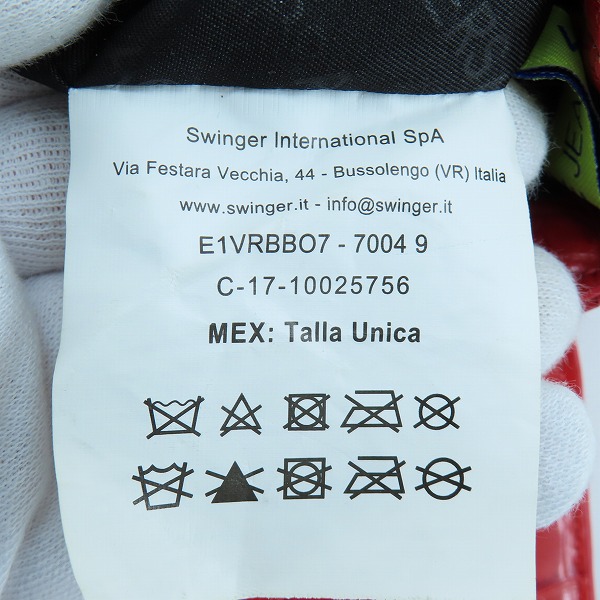 Swinger International SpA
Via Festara Vecchia, 44 - Bussolengo (VR) Italia
www.swinger.it - info@swinger.it
E1VRBBO7 - 7004 9
C-17-10025756
MEX: Talla Unica